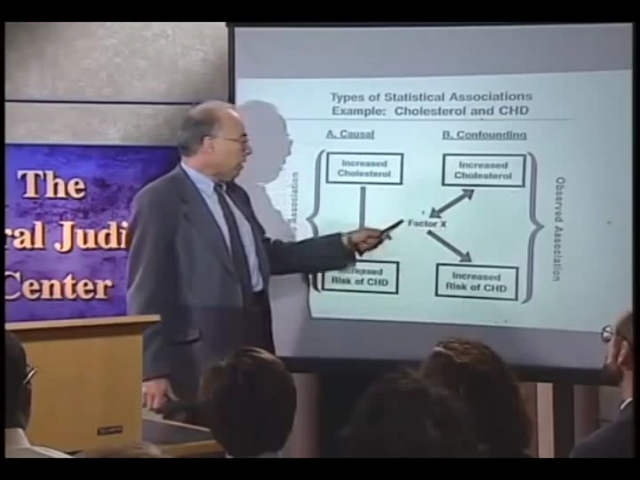 The
ral Judi
Center
Types of Statistical Associations
Example: Cholesterol and CHD
A. Causal
B. Confounding
Increased
Cholesterol
Increased
Cholesterol
Association
Factor X
Observed Association
Increased
Risk of CHD
Increased
Risk of CHD